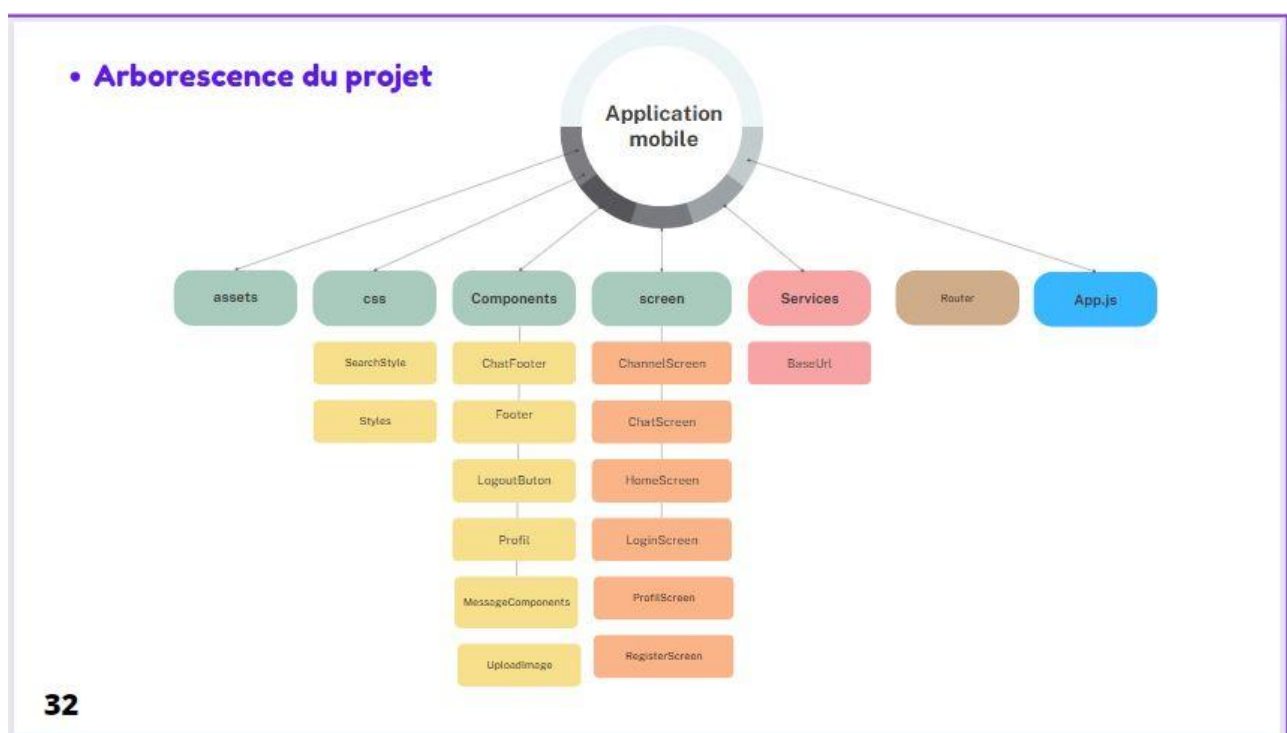 • Arborescence du projet
Application
mobile
assets
css
Components
screen
Services
Router
App.js
SearchStyle
ChatFooter
ChannelScreen
BaseUrl
Styles
Footer
ChatScreen
LogoutButon
HomeScreen
Profil
LoginScreen
MessageComponents
ProfilScreen
UploadImage
RegisterScreen
32